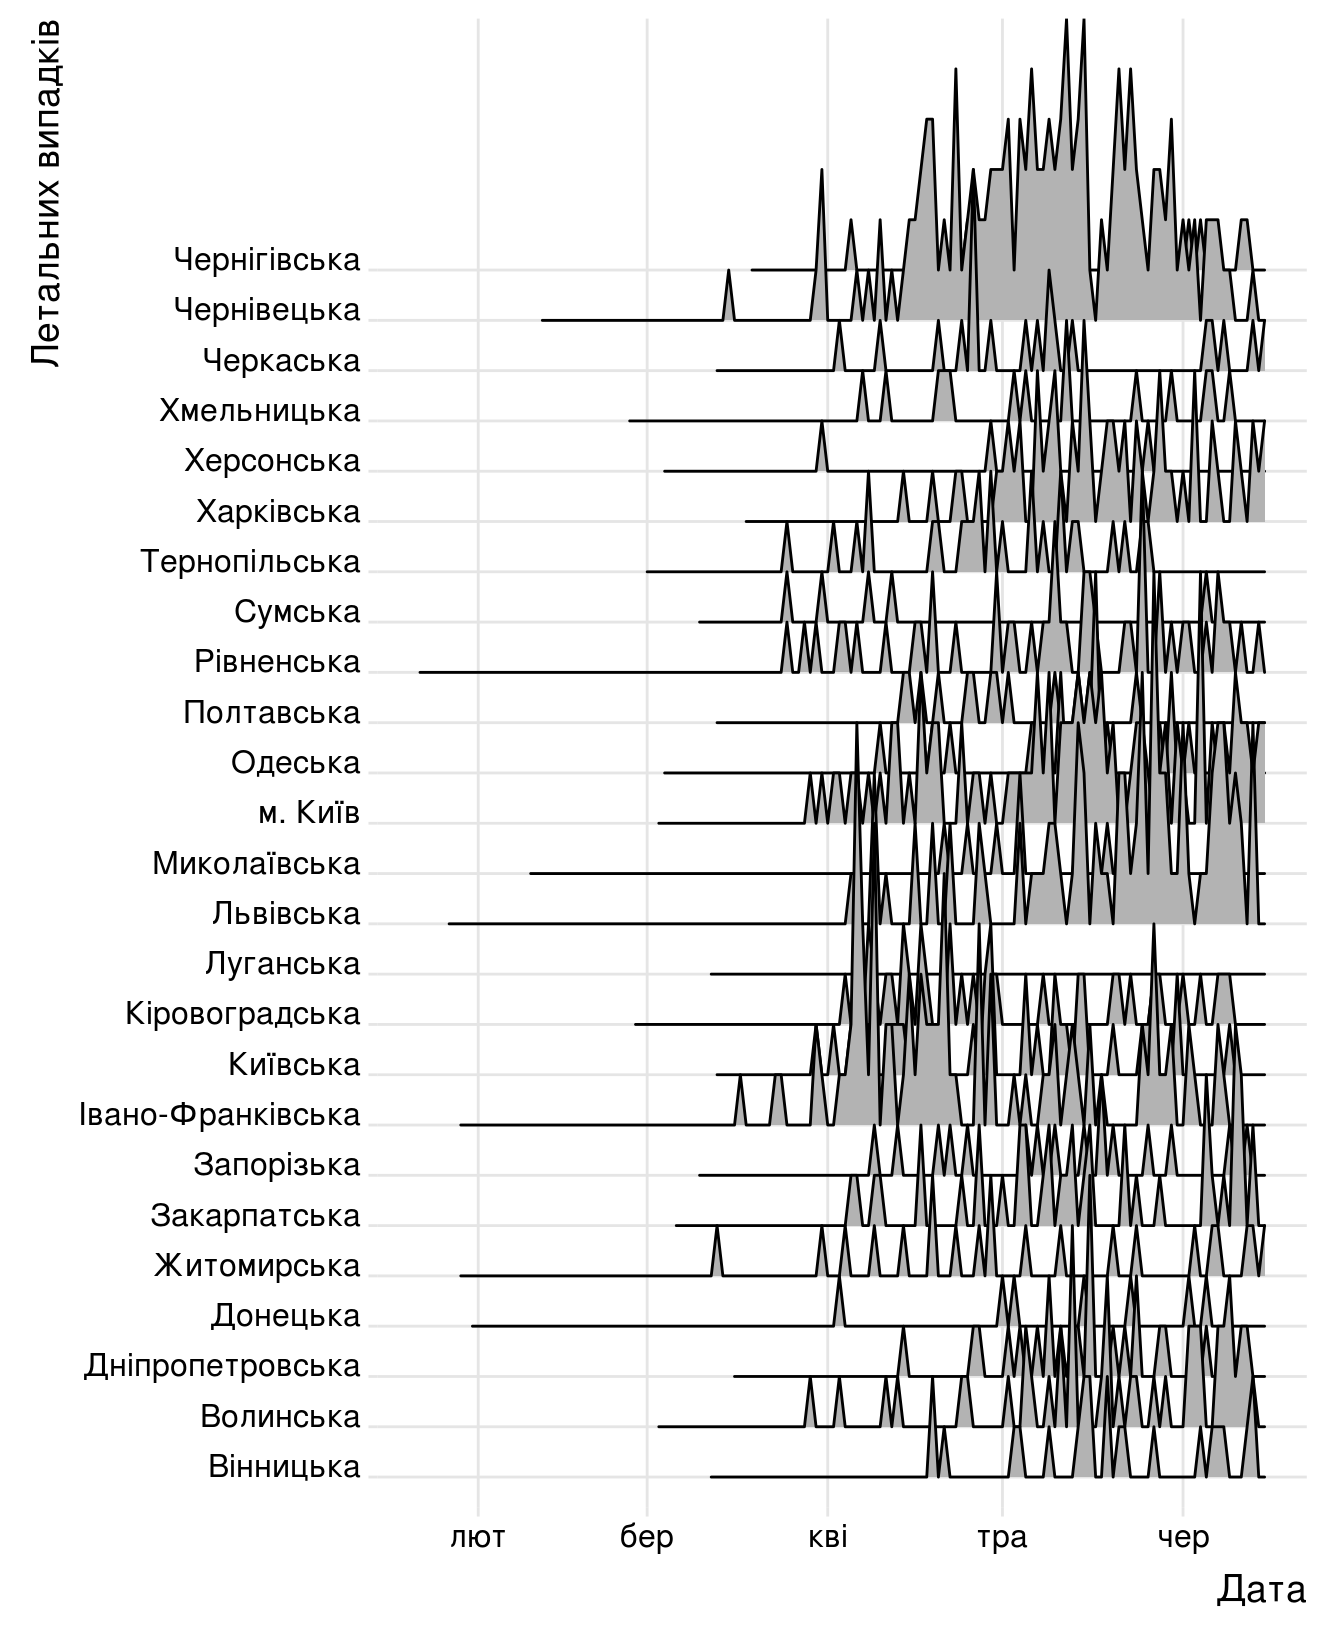 Летальних випадків
Чернігівська
Чернівецька
Черкаська
Хмельницька
Херсонська
Харківська
Тернопільська
Сумська
Рівненська
Полтавська
Одеська
м. Київ
Миколаївська
Львівська
Луганська
Кіровоградська
Київська
Івано-Франківська
Запорізька
Закарпатська
Житомирська
Донецька
Дніпропетровська
Волинська
Вінницька
лют бер кві тра чер
Дата